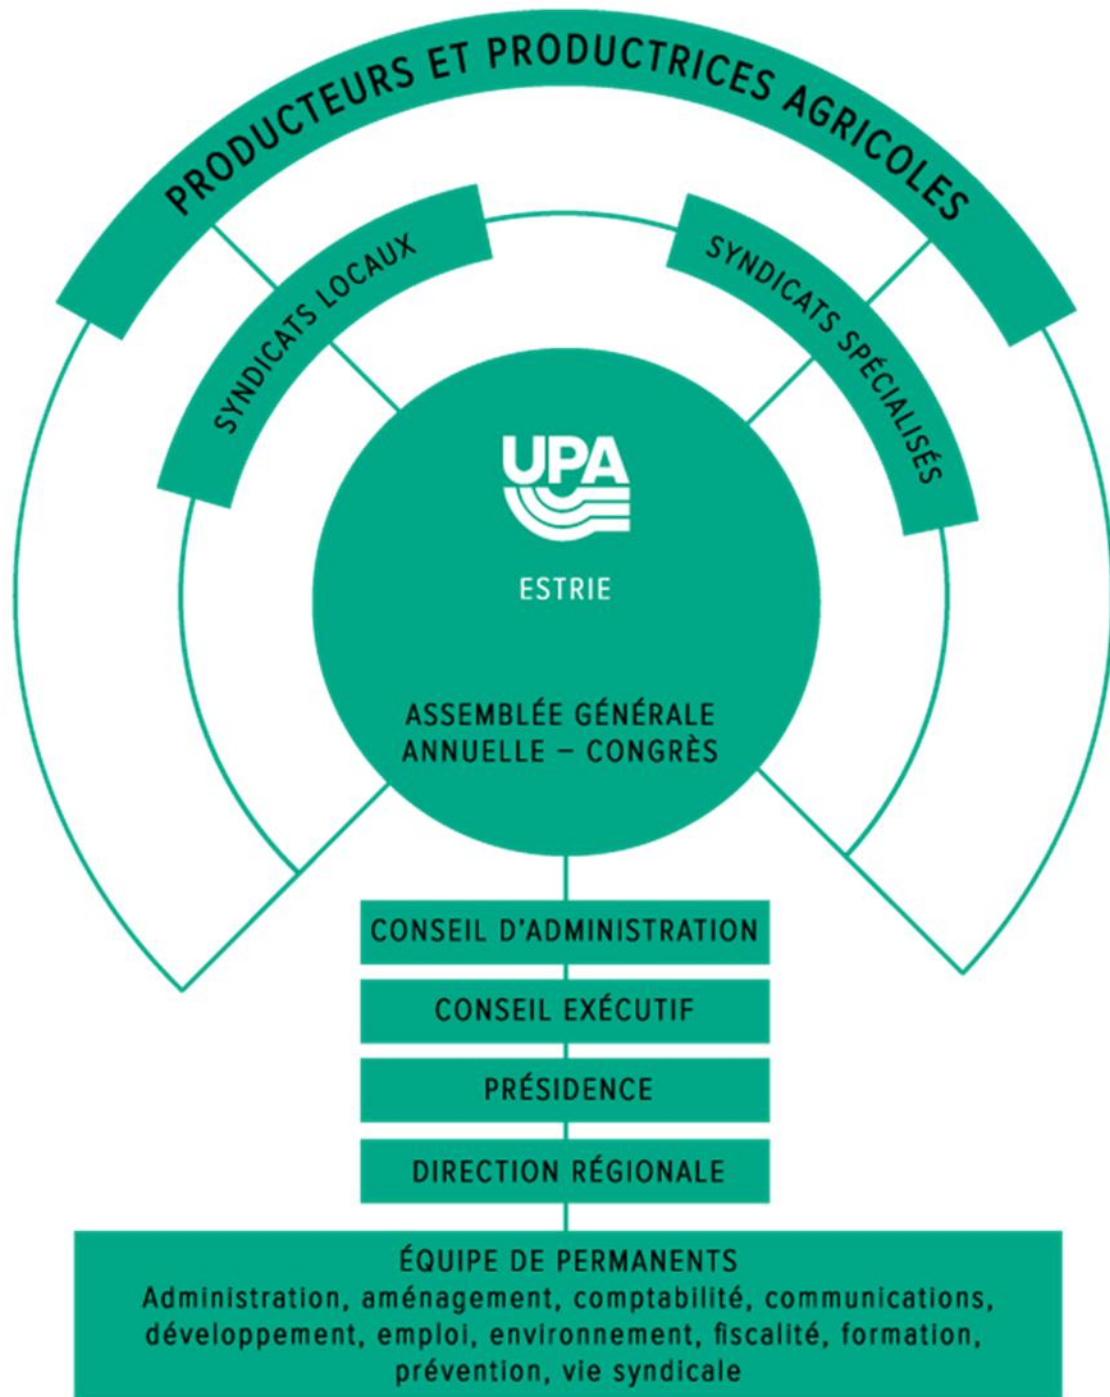 PRODUCTEURS ET PRODUCTRICES AGRICOLES
SYNDICATS LOCAUX
SYNDICATS SPÉCIALISÉS
UPA
ESTRIE
ASSEMBLÉE GÉNÉRALE
ANNUELLE – CONGRÈS
CONSEIL D'ADMINISTRATION
CONSEIL EXÉCUTIF
PRÉSIDENCE
DIRECTION RÉGIONALE
ÉQUIPE DE PERMANENTS
Administration, aménagement, comptabilité, communications,
développement, emploi, environnement, fiscalité, formation,
prévention, vie syndicale